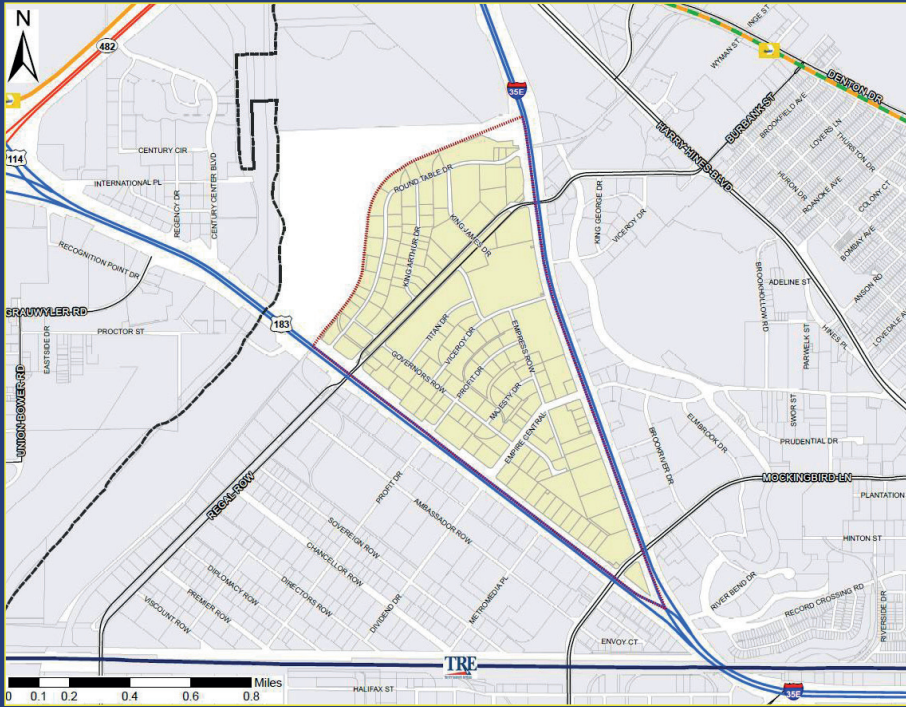 N
482
35E
INGE ST
WYMAN ST
DENTON DR
BURBANK ST
BROOKFIELD AVE
LOVERS LN
THURSTON DR
HARRY HINES BLVD
HURON DR
ROANOKE AVE
COLONY CT
BOMBAY AVE
114
CENTURY CIR
INTERNATIONAL PL
REGENCY DR
CENTURY CENTER BLVD
ROUND TABLE DR
KING JAMES DR
KING ARTHUR DR
KING GEORGE DR
VICEROY DR
RECOGNITION POINT DR
ADELINE ST
ANSON RD
LOVEDALE AV
BROOKHOLLOW RD
HINES PL
PARWELK ST
GRAUWYLER RD
PROCTOR ST
EASTSIDE DR
UNION BOWER RD
183
TITAN DR
VICEROY DR
EMPRESS ROW
GOVERNORS ROW
PROFIT DR
MAJESTY DR
EMPIRE CENTRAL
SWOR ST
ELMBROOK DR
BROOKRIVER DR
PRUDENTIAL DR
MOCKINGBIRD LN
PLANTATION
HINTON ST
REGAL ROW
PROFIT DR
AMBASSADOR ROW
SOVEREIGN ROW
CHANCELLOR ROW
DIPLOMACY ROW
DIRECTORS ROW
PREMIER ROW
VISCOUNT ROW
DIVIDEND DR
METROMEDIA PL
RIVER BEND DR
RECORD CROSSING RD
RIVERSIDE DR
ENVOY CT
TRE
Miles
0 0.1 0.2 0.4 0.6 0.8
HALIFAX ST
35E